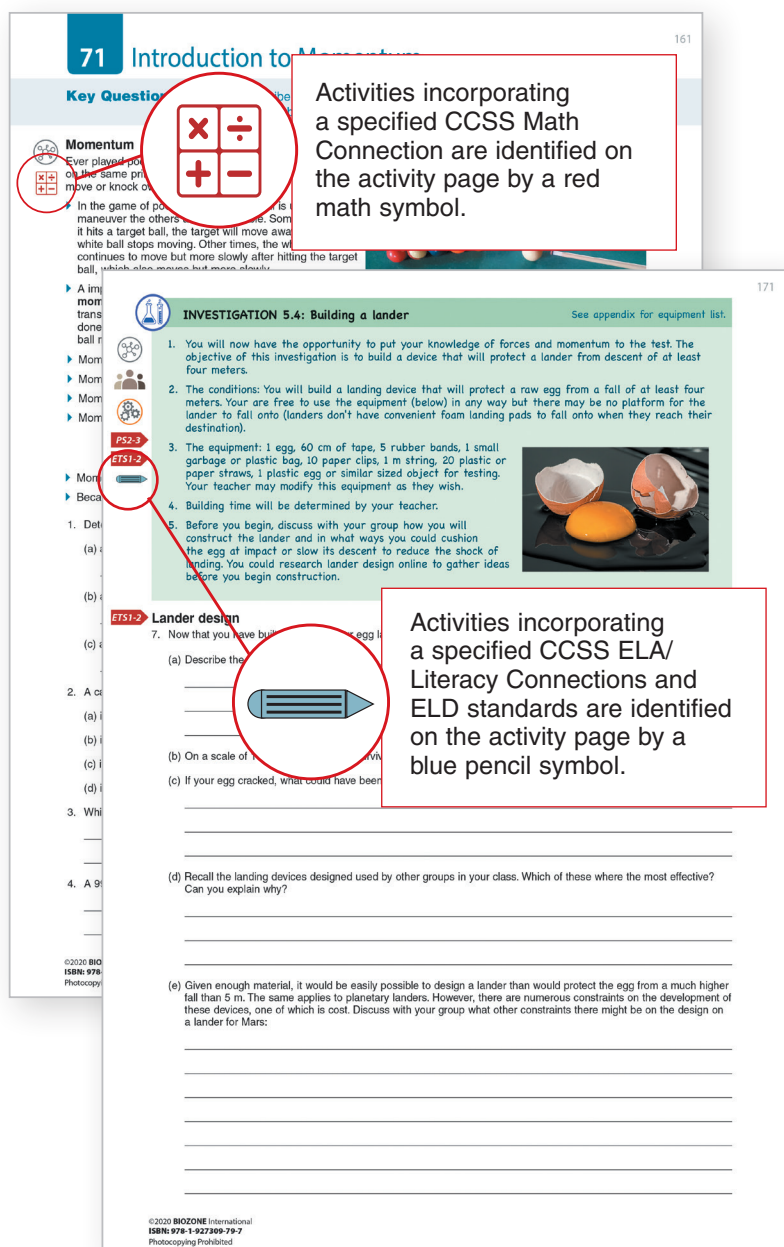 161
71 Introduction to Momentum
Key Question
Activities incorporating
a specified CCSS Math
Connection are identified on
the activity page by a red
math symbol.
Momentum
Ever played
on the same
move or knock
In the game of
maneuver the others
it hits a target ball, the target will move
white ball stops moving. Other times, the
continues to move but more slowly after hitting the target
ball, which also moves but more slowly.
171
INVESTIGATION 5.4: Building a lander
See appendix for equipment list.
1. You will now have the opportunity to put your knowledge of forces and momentum to the test. The
objective of this investigation is to build a device that will protect a lander from descent of at least
four meters.
2. The conditions: You will build a landing device that will protect a raw egg from a fall of at least four
meters. Your are free to use the equipment (below) in any way but there may be no platform for the
lander to fall onto (landers don't have convenient foam landing pads to fall onto when they reach their
destination).
PS2-3
ETS1-2
3. The equipment: 1 egg, 60 cm of tape, 5 rubber bands, 1 small
garbage or plastic bag, 10 paper clips, 1 m string, 20 plastic or
paper straws, 1 plastic egg or similar sized object for testing.
Your teacher may modify this equipment as they wish.
4. Building time will be determined by your teacher.
5. Before you begin, discuss with your group how you will
construct the lander and in what ways you could cushion
the egg at impact or slow its descent to reduce the shock of
landing. You could research lander design online to gather ideas
before you begin construction.
ETS1-2 Lander design
7. Now that you have
(a) Describe the
(b) On a scale of
(c) If your egg cracked, what could have been
Activities incorporating
a specified CCSS ELA/
Literacy Connections and
ELD standards are identified
on the activity page by a
blue pencil symbol.
(d) Recall the landing devices designed used by other groups in your class. Which of these where the most effective?
Can you explain why?
(e) Given enough material, it would be easily possible to design a lander than would protect the egg from a much higher
fall than 5 m. The same applies to planetary landers. However, there are numerous constraints on the development of
these devices, one of which is cost. Discuss with your group what other constraints there might be on the design on
a lander for Mars:
©2020 BIOZONE International
ISBN: 978-1-927309-79-7
Photocopying Prohibited
1.
(a)
(b)
(c)
2. A
(a)
(b)
(c)
(d)
3.
4. A
©2020
ISBN: 978-